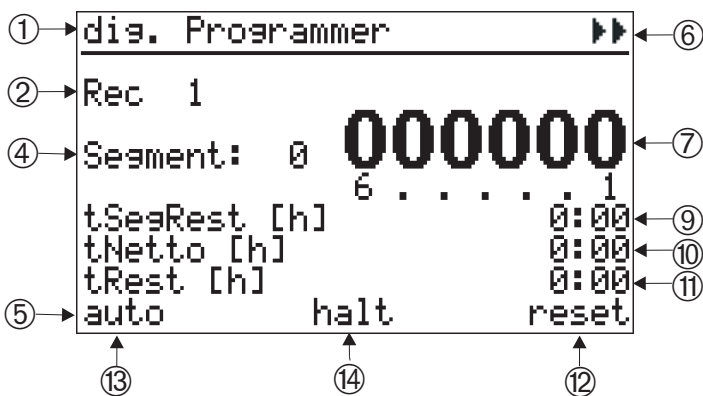 ① dig. Programmer ⑥
② Rec 1
000000 ⑦
④ Segment: 0
6 . . . . 1
tSegRest [h] 0:00 ⑨
tNetto [h] 0:00 ⑩
tRest [h] 0:00 ⑪
⑤ auto halt reset
⑬ ⑭ ⑫